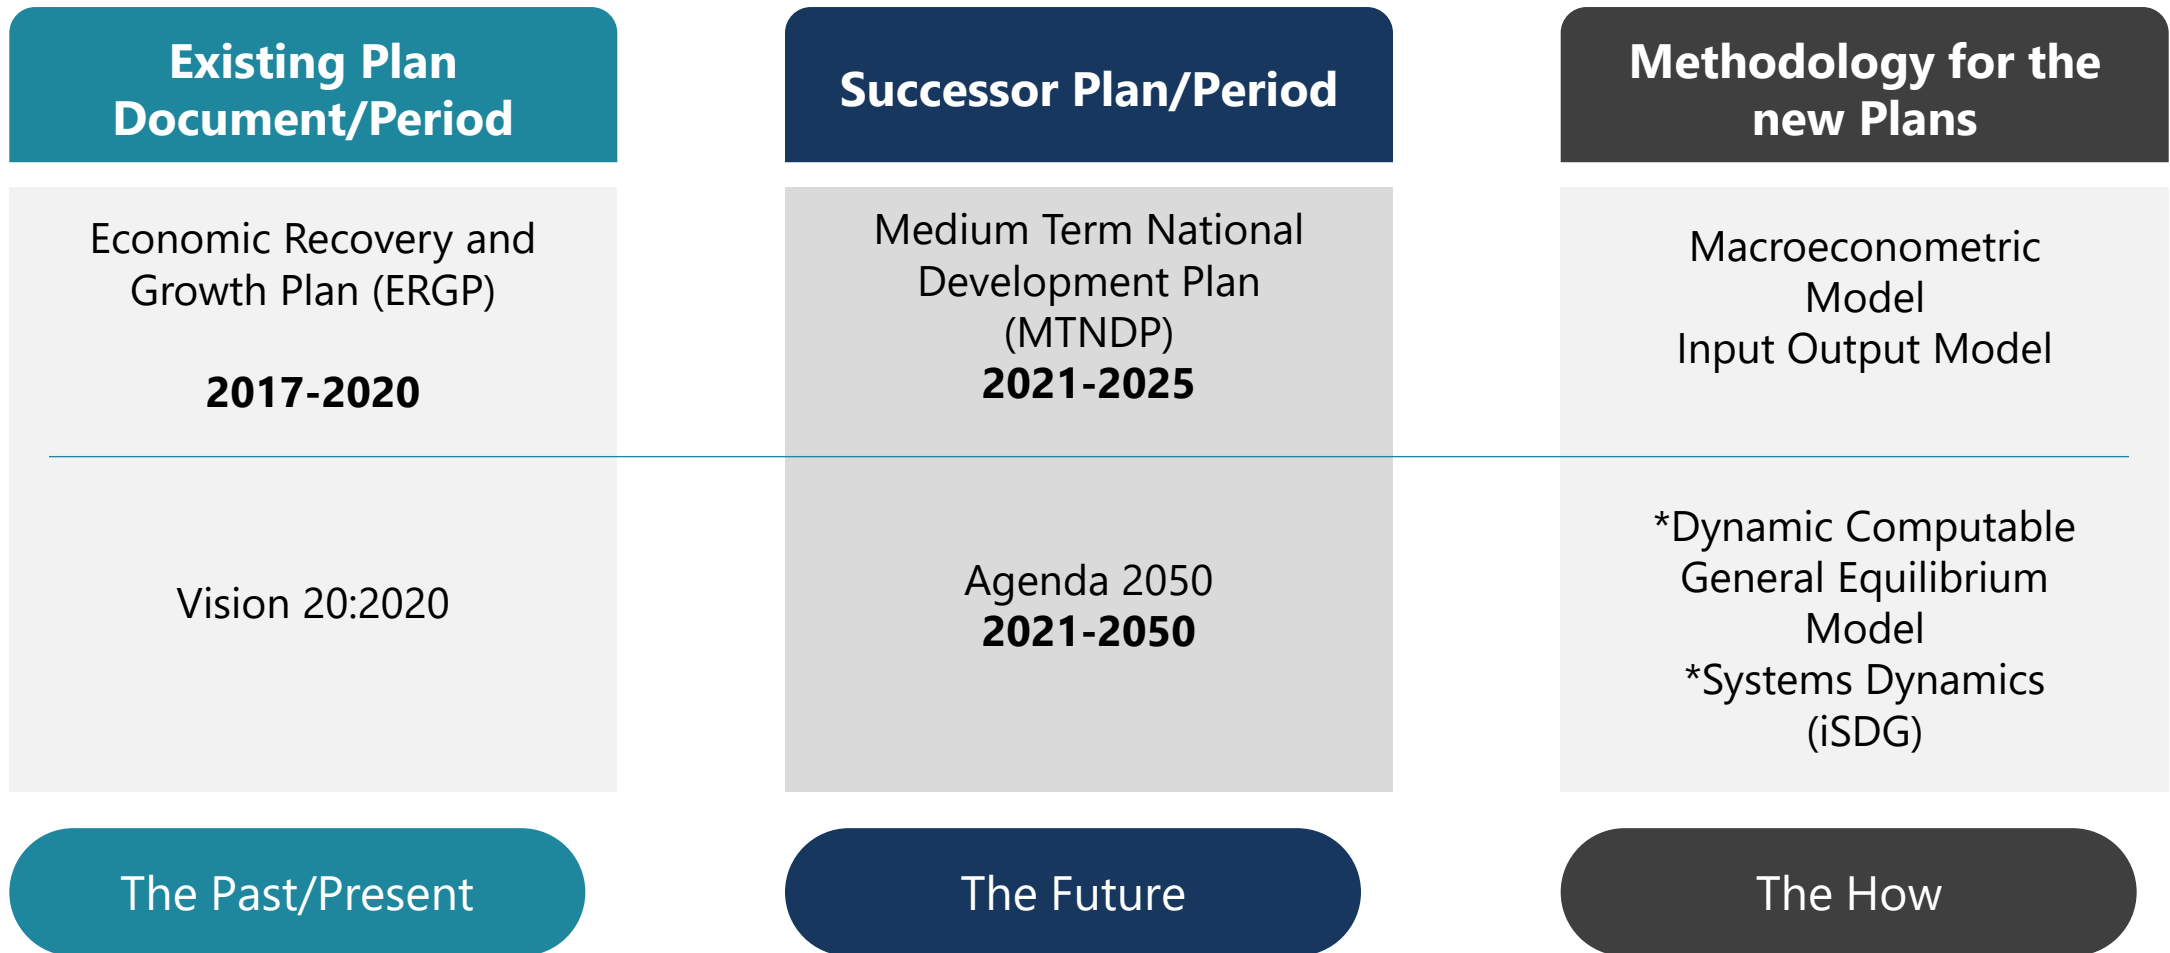 Existing Plan
Document/Period
Successor Plan/Period
Methodology for the
new Plans
Economic Recovery and
Growth Plan (ERGP)
2017-2020
Medium Term National
Development Plan
(MTNDP)
2021-2025
Macroeconometric
Model
Input Output Model
Vision 20:2020
Agenda 2050
2021-2050
*Dynamic Computable
General Equilibrium
Model
*Systems Dynamics
(iSDG)
The Past/Present
The Future
The How